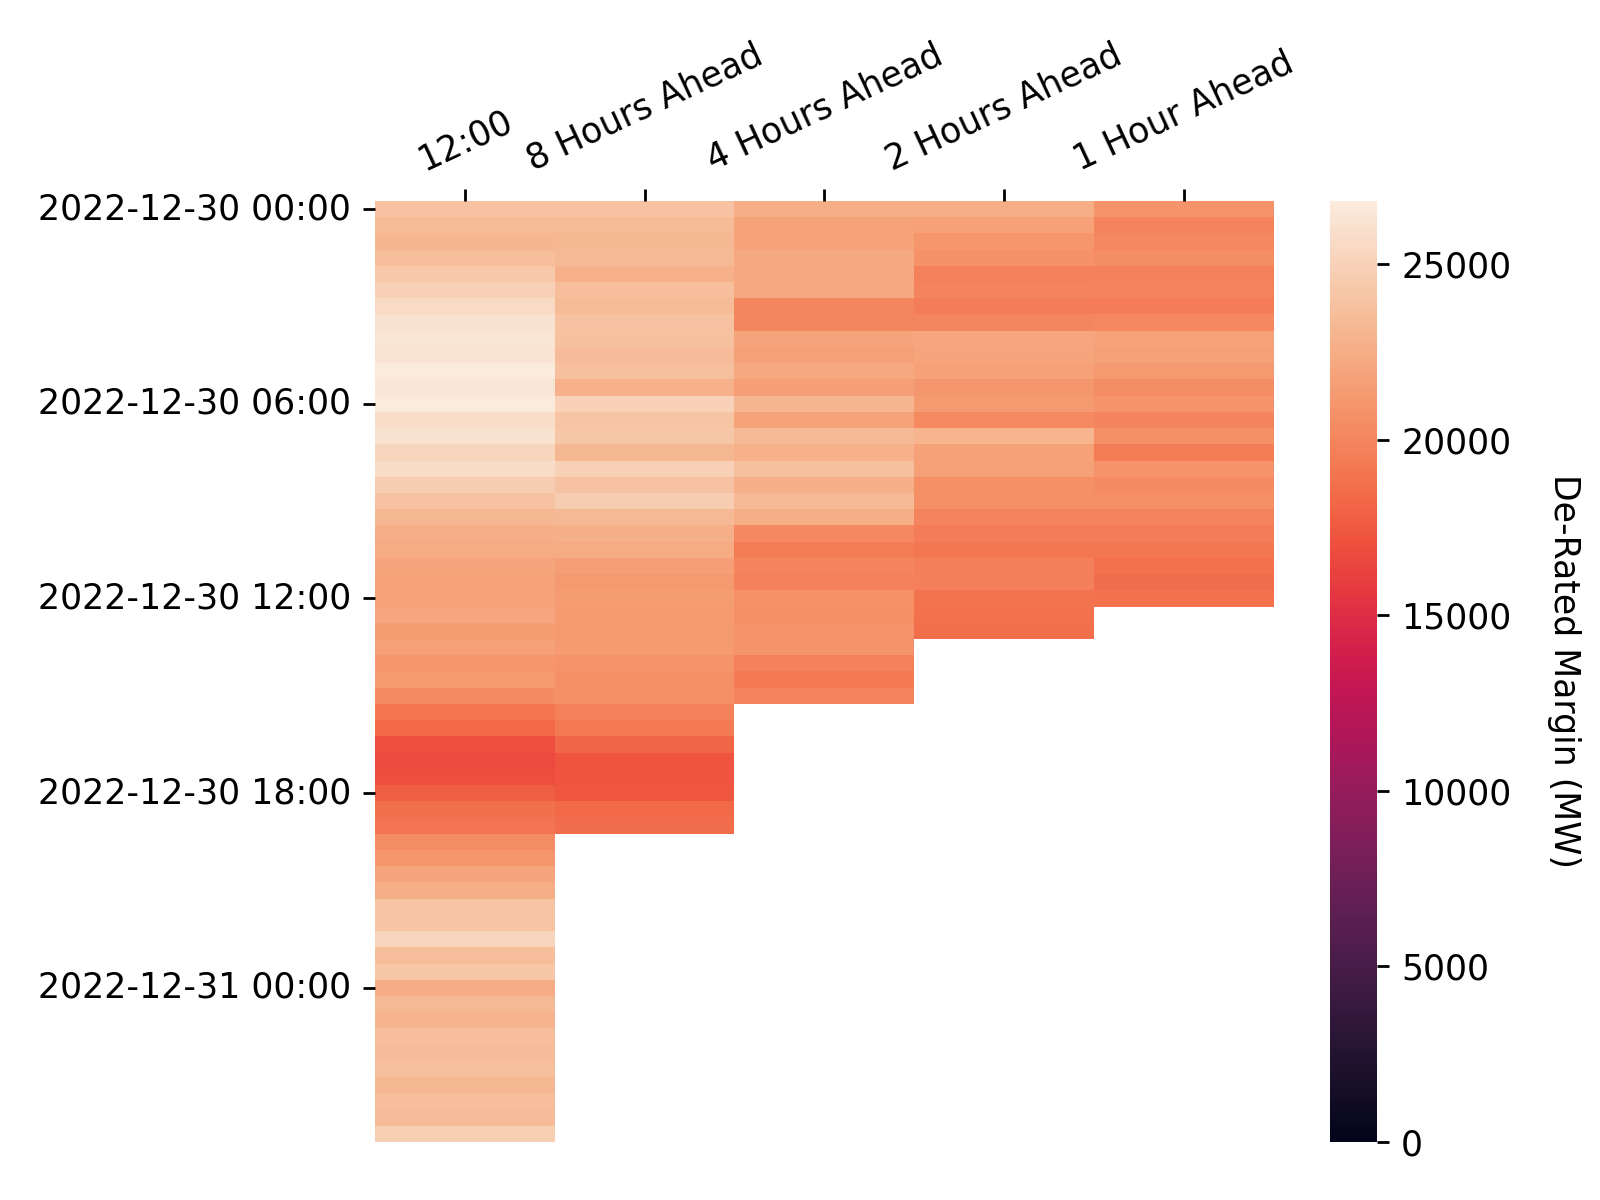 12:00
8 Hours Ahead
4 Hours Ahead
2 Hours Ahead
1 Hour Ahead
2022-12-30 00:00
2022-12-30 06:00
2022-12-30 12:00
2022-12-30 18:00
2022-12-31 00:00
25000
20000
15000
10000
5000
0
De-Rated Margin (MW)